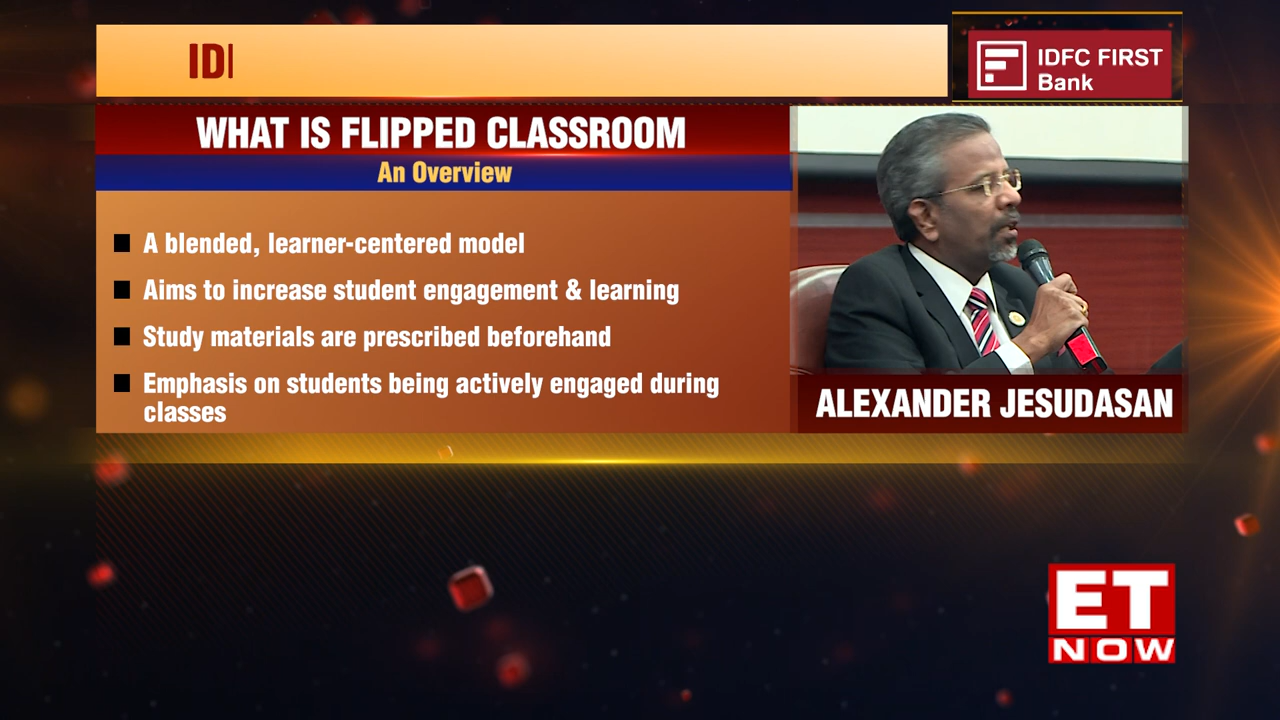 IDI
IDFC FIRST
Bank
WHAT IS FLIPPED CLASSROOM
An Overview
A blended, learner-centered model
Aims to increase student engagement & learning
Study materials are prescribed beforehand
Emphasis on students being actively engaged during
classes
ALEXANDER JESUDASAN
ET
NOW